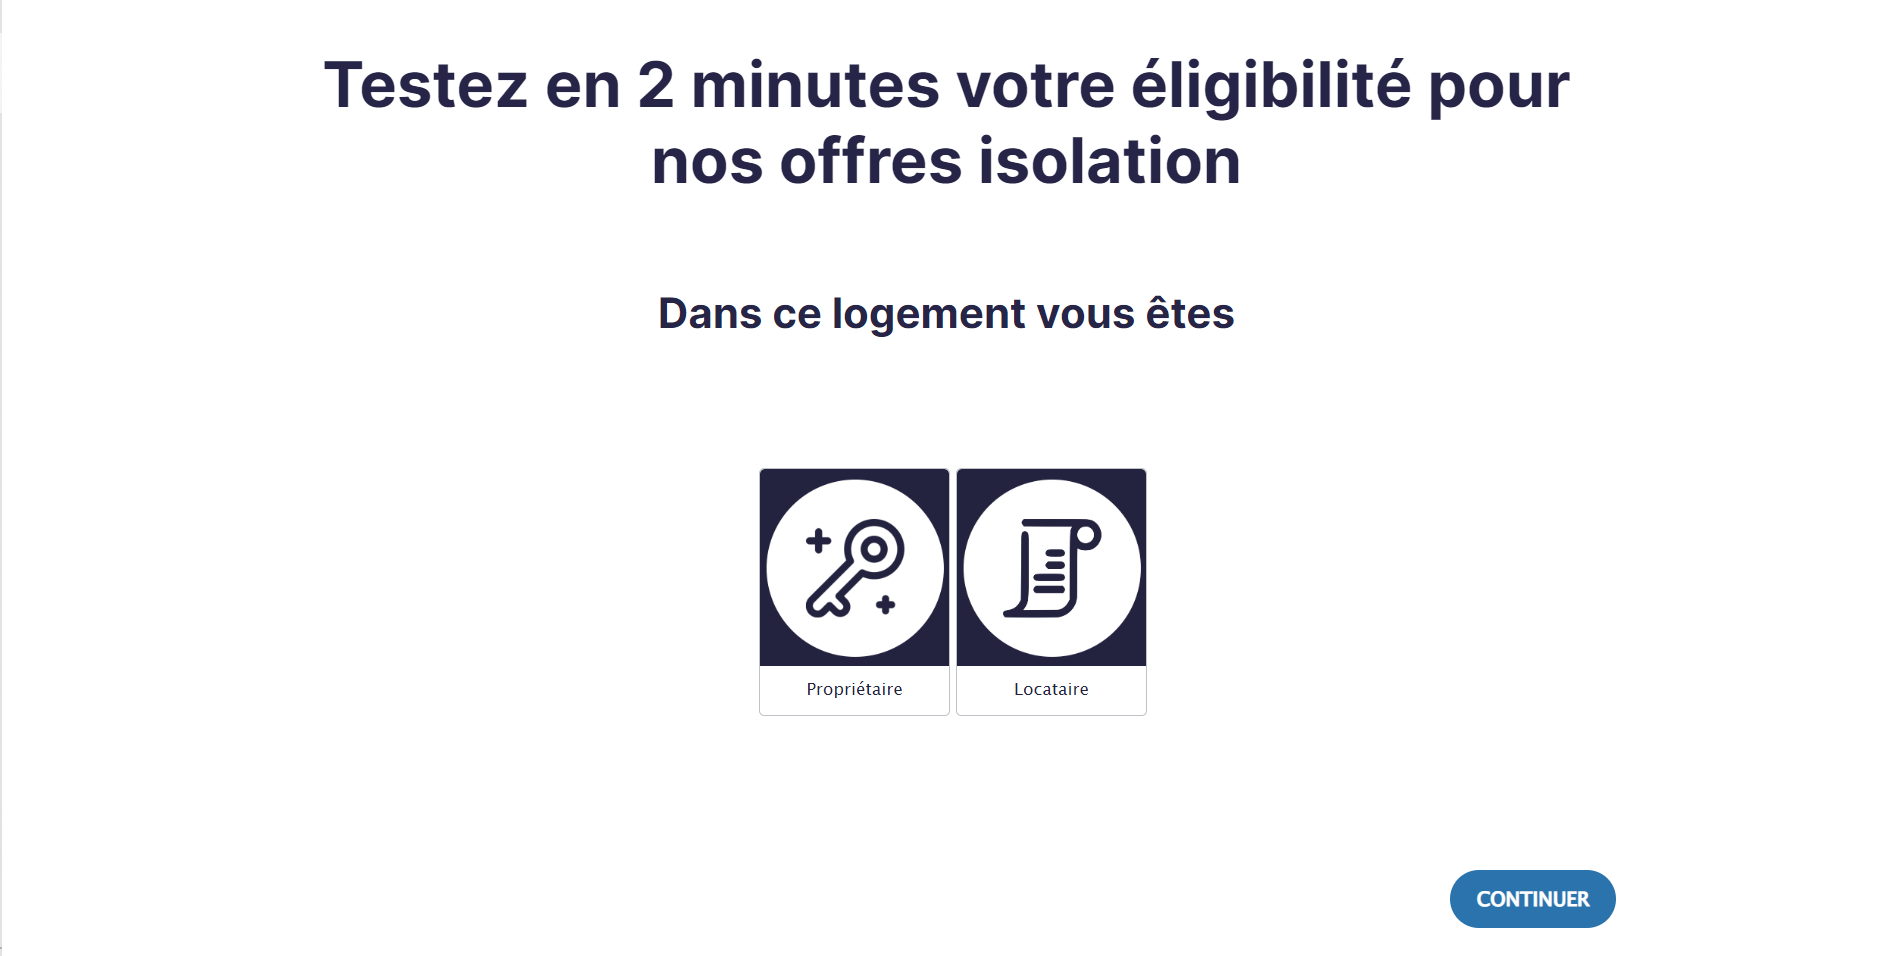 Testez en 2 minutes votre éligibilité pour
nos offres isolation
Dans ce logement vous êtes
Propriétaire
Locataire
CONTINUER